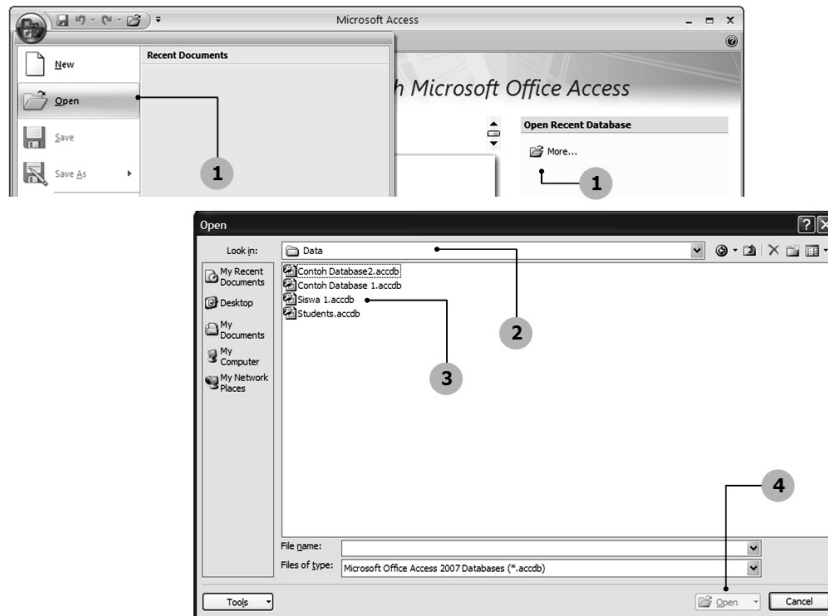 Microsoft Access
New
Recent Documents
Open
Save
Save As
1
h Microsoft Office Access
Open Recent Database
More...
1
Open
Look in:
Data
My Recent
Documents
Desktop
My
Documents
My
Computer
My Network
Places
Contoh Database2.accdb
Contoh Database 1.accdb
Siswa 1.accdb
Students.accdb
2
3
4
File name:
Files of type:
Microsoft Office Access 2007 Databases (*.accdb)
Tools
Open
Cancel